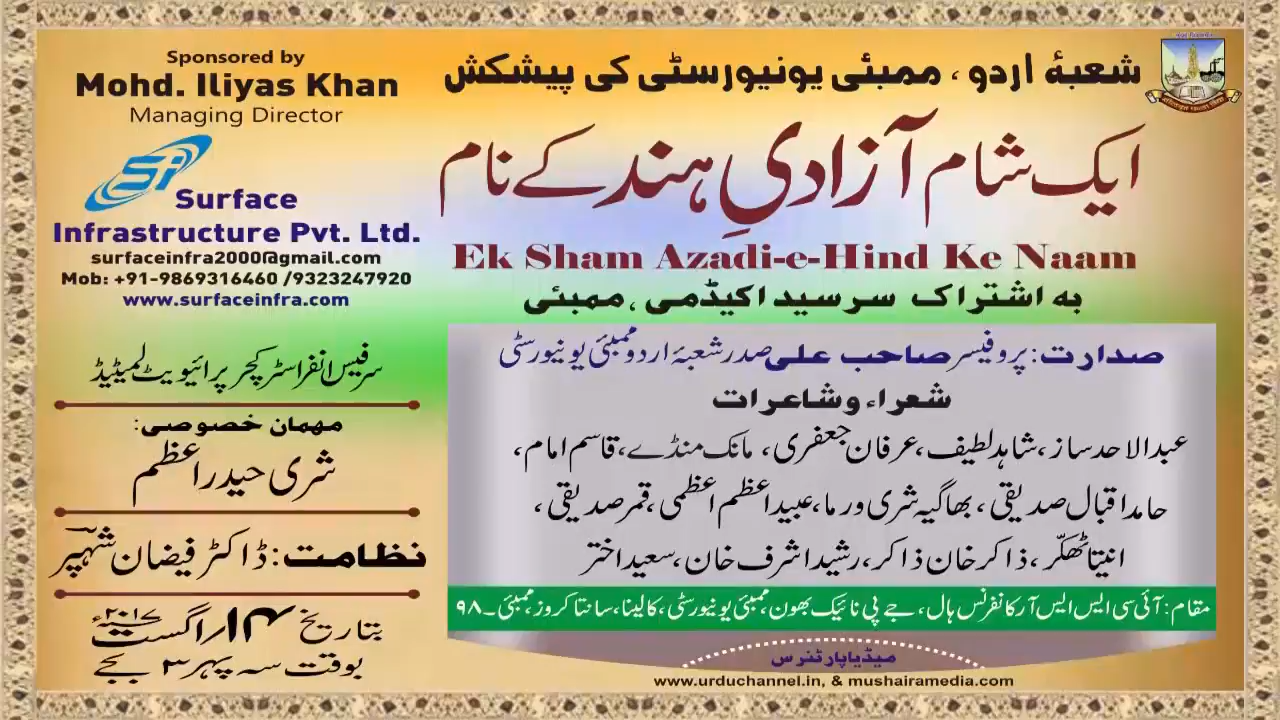 شعبۂ اردو ، ممبئی یونیورسٹی کی پیشکش
ایک شام آزادیِ ہند کے نام
Ek Sham Azadi-e-Hind Ke Naam
بہ اشتراک سرسید اکیڈمی ، ممبئی
Sponsored by
Mohd. Iliyas Khan
Managing Director
Si
Surface
Infrastructure Pvt. Ltd.
surfaceinfra2000@gmail.com
Mob: +91-9869316460 /9323247920
www.surfaceinfra.com
سرفیس انفراسٹرکچر پرائیویٹ لمیٹیڈ
مہمان خصوصی:
شری حیدر اعظم
نظامت: ڈاکٹر فیضان شہپؔر
بتاریخ ۱۴؍اگست ۲۰۱۷ء
بوقت سہ پہر ۳ بجے
صدارت: پروفیسر صاحب علی صدر شعبۂ اردو ممبئی یونیورسٹی
شعراء و شاعرات
عبدالاحد ساز، شاہد لطیف، عرفان جعفری، مانک منڈے، قاسم امام،
حامد اقبال صدیقی، بھاگیہ شری ورما، عبید اعظم اعظمی، قمر صدیقی،
انیتا ٹھکّر، ذاکر خان ذاکر، رشید اشرف خان، سعید اختر
مقام: آئی سی ایس ایس آر کانفرنس ہال، جے پی نائیک بھون، ممبئی یونیورسٹی، کالینا، سانتا کروز، ممبئی۔۹۸
میڈیا پارٹنرس
www.urduchannel.in, & mushairamedia.com